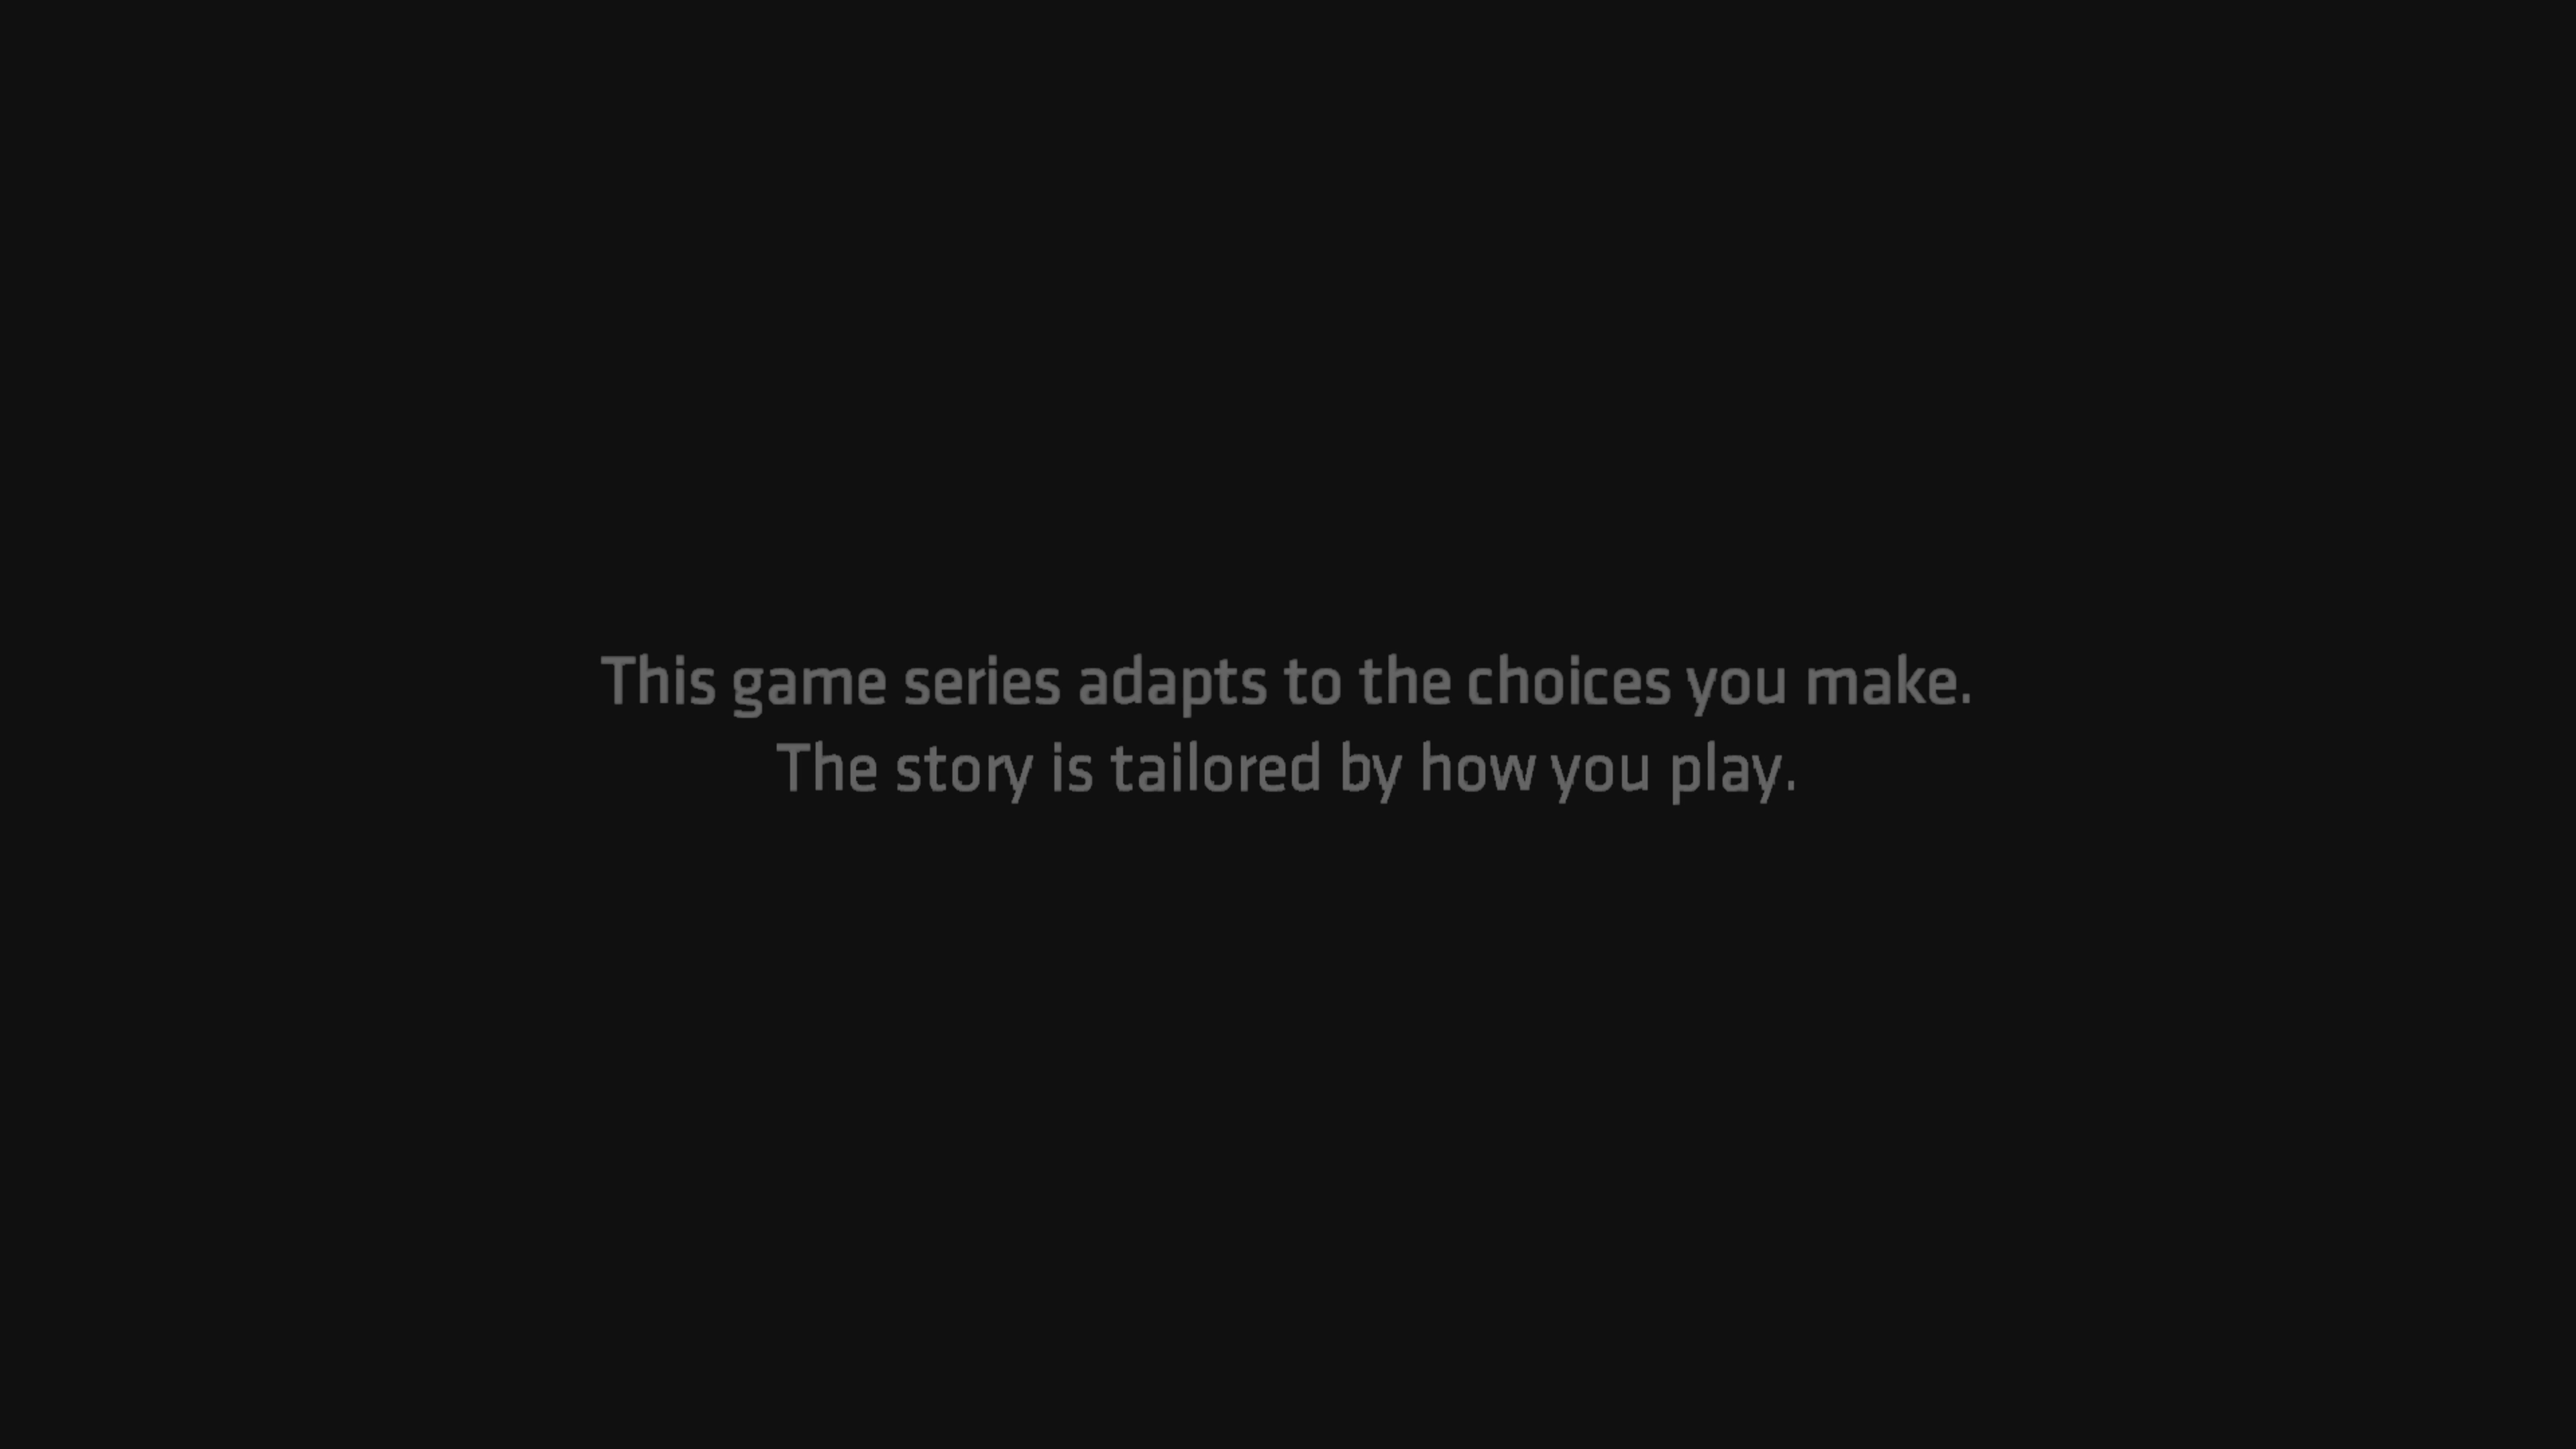 This game series adapts to the choices you make.
The story is tailored by how you play.